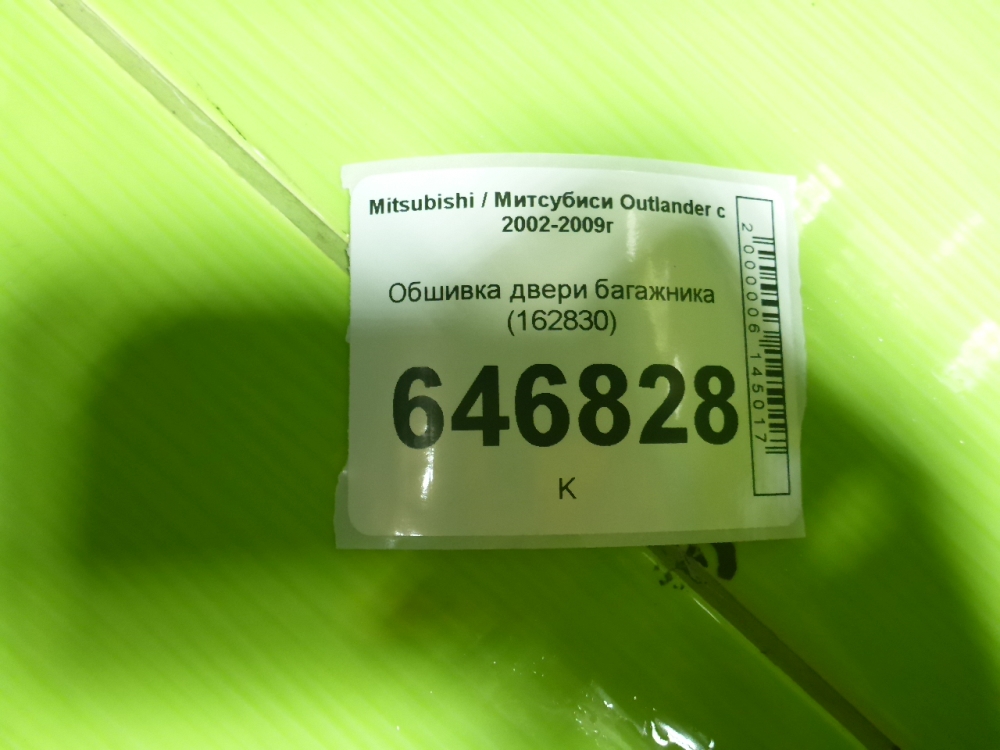 Mitsubishi / Митсубиси Outlander с
2002-2009г
Обшивка двери багажника
(162830)
646828
К
2000006145017